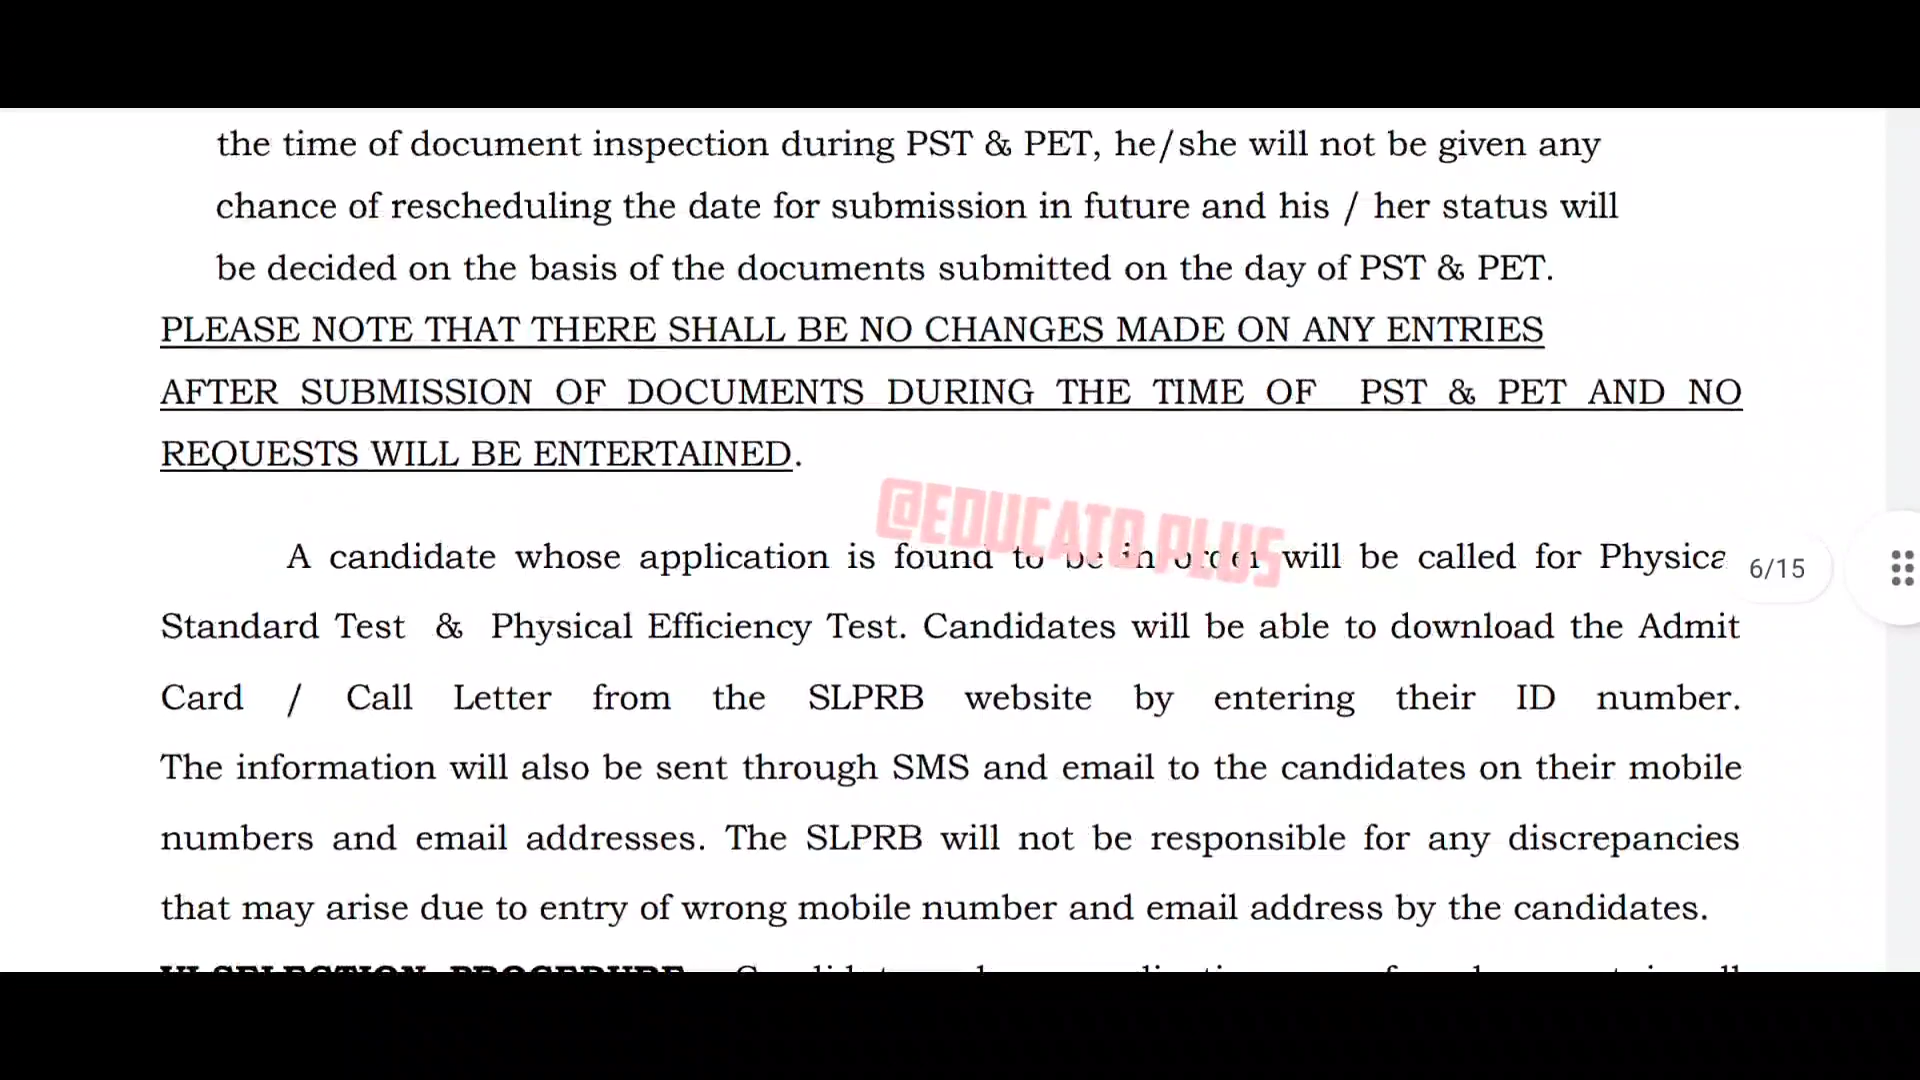 the time of document inspection during PST & PET, he/she will not be given any
chance of rescheduling the date for submission in future and his / her status will
be decided on the basis of the documents submitted on the day of PST & PET.
PLEASE NOTE THAT THERE SHALL BE NO CHANGES MADE ON ANY ENTRIES
AFTER SUBMISSION OF DOCUMENTS DURING THE TIME OF PST & PET AND NO
REQUESTS WILL BE ENTERTAINED.
@EDUCATO PLUS
A candidate whose application is found to be in order will be called for Physica
6/15
Standard Test & Physical Efficiency Test. Candidates will be able to download the Admit
Card / Call Letter from the SLPRB website by entering their ID number.
The information will also be sent through SMS and email to the candidates on their mobile
numbers and email addresses. The SLPRB will not be responsible for any discrepancies
that may arise due to entry of wrong mobile number and email address by the candidates.
VI SELECTION PROCEDURE